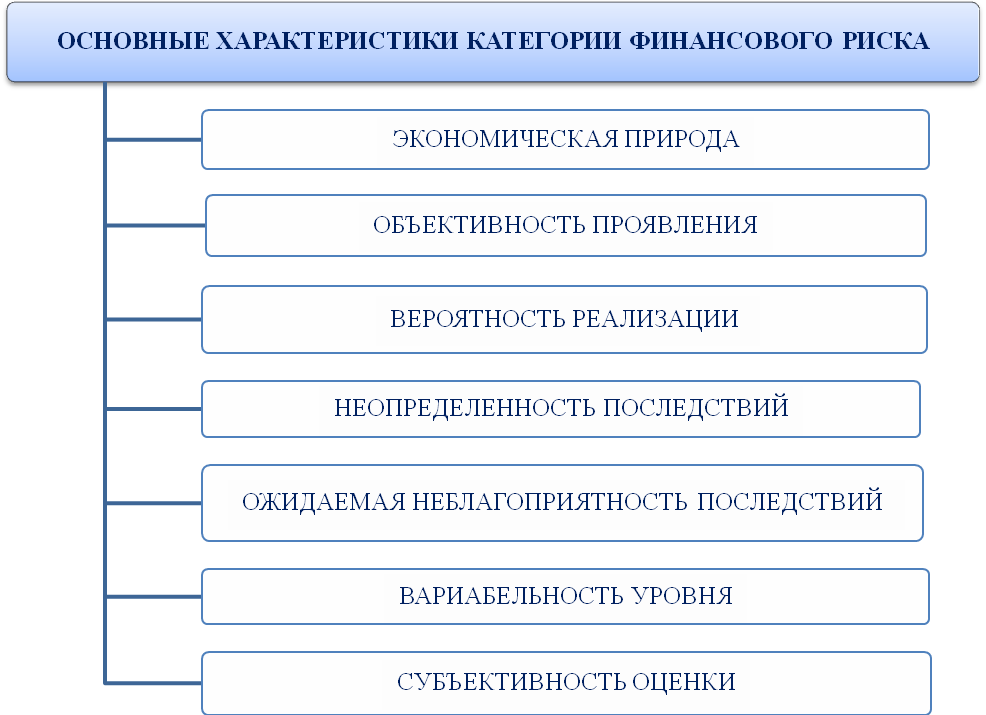 ОСНОВНЫЕ ХАРАКТЕРИСТИКИ КАТЕГОРИИ ФИНАНСОВОГО РИСКА
ЭКОНОМИЧЕСКАЯ ПРИРОДА
ОБЪЕКТИВНОСТЬ ПРОЯВЛЕНИЯ
ВЕРОЯТНОСТЬ РЕАЛИЗАЦИИ
НЕОПРЕДЕЛЕННОСТЬ ПОСЛЕДСТВИЙ
ОЖИДАЕМАЯ НЕБЛАГОПРИЯТНОСТЬ ПОСЛЕДСТВИЙ
ВАРИАБЕЛЬНОСТЬ УРОВНЯ
СУБЪЕКТИВНОСТЬ ОЦЕНКИ